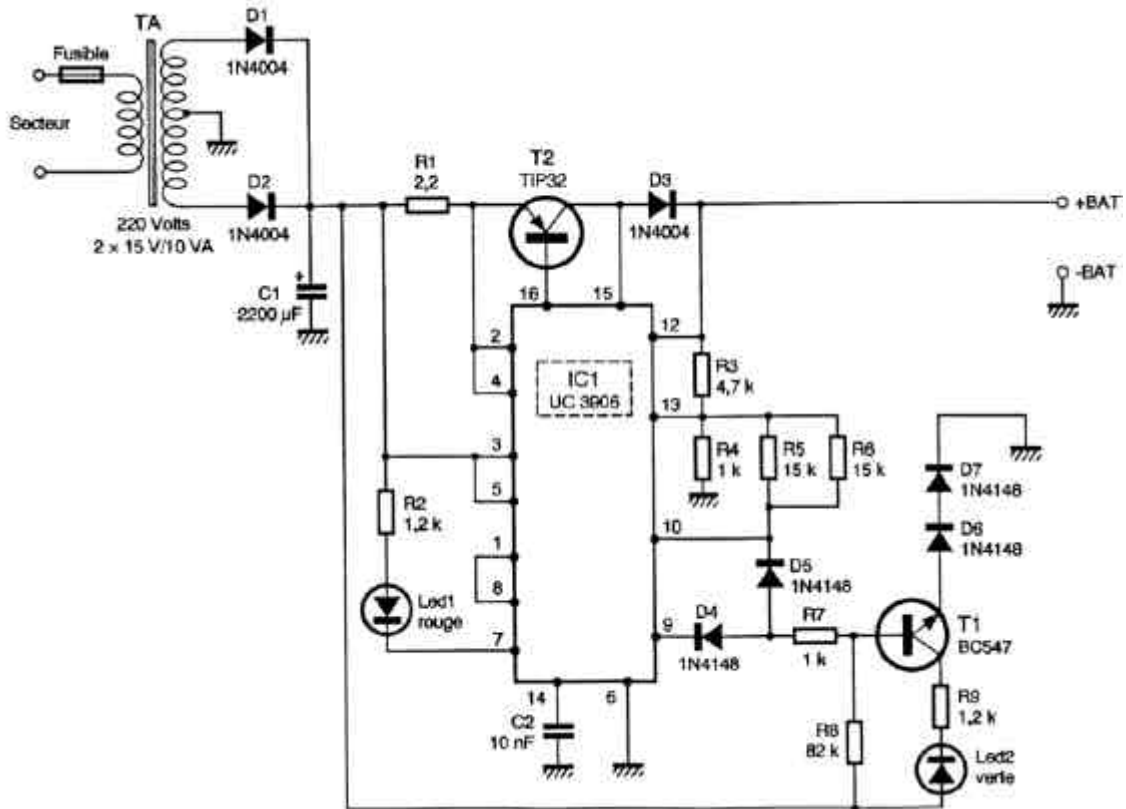 TA
Fusible
Secteur
220 Volts
2 × 15 V/10 VA
D1
1N4004
D2
1N4004
C1
2200 µF
+
R1
2,2
T2
TIP32
D3
1N4004
+BAT
-BAT
16
15
2
4
3
5
1
8
7
14
6
12
13
10
9
IC1
UC 3906
R2
1,2 k
Led1
rouge
C2
10 nF
R3
4,7 k
R4
1 k
R5
15 k
R6
15 k
D5
1N4148
D4
1N4148
R7
1 k
R8
82 k
D7
1N4148
D6
1N4148
T1
BC547
R9
1,2 k
Led2
verte